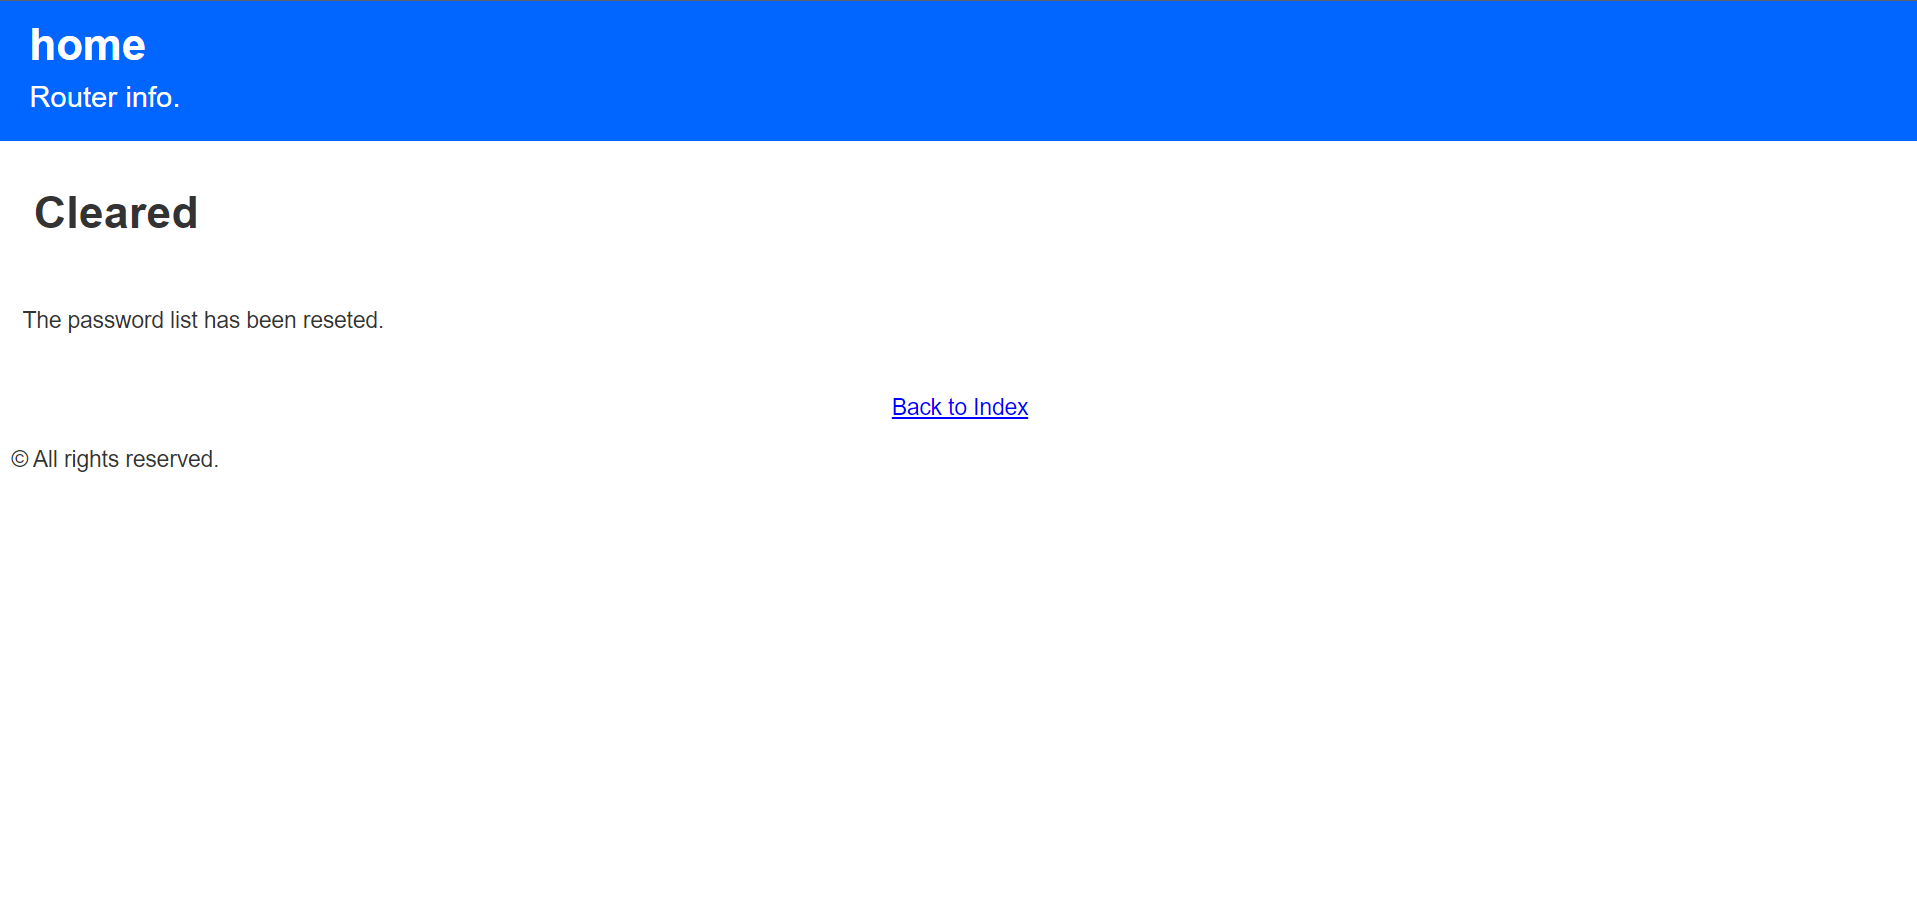 home
Router info.
Cleared
The password list has been reseted.
Back to Index
© All rights reserved.